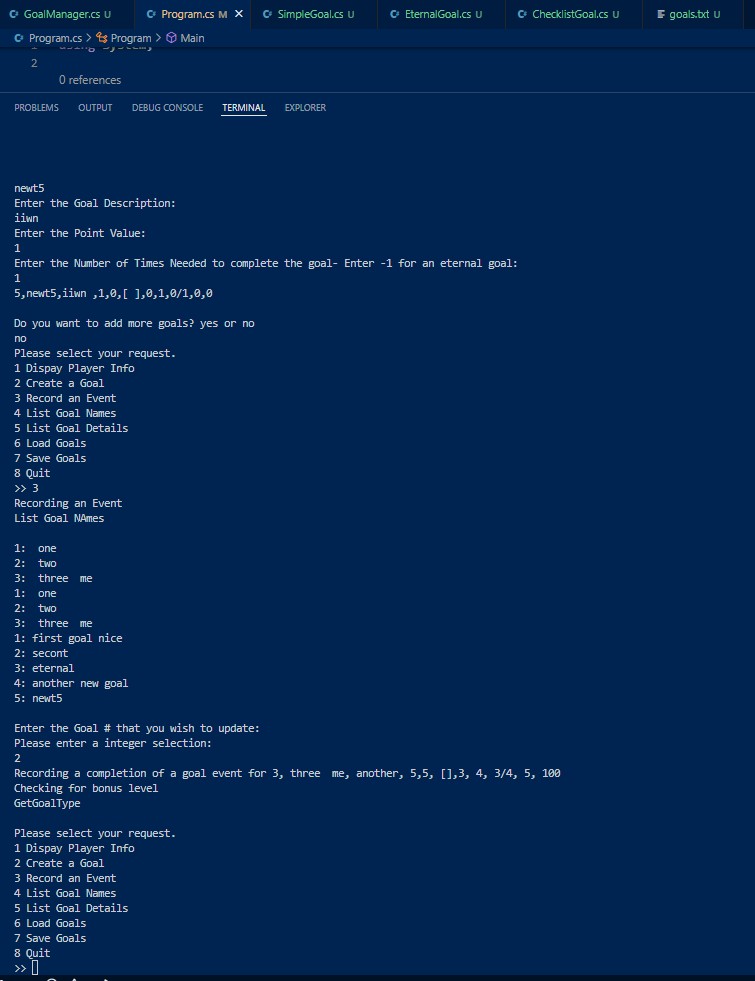 GoalManager.cs U
Program.cs M
SimpleGoal.cs U
EternalGoal.cs U
ChecklistGoal.cs U
goals.txt U
Program.cs > Program > Main
1 using System;
2
0 references
PROBLEMS OUTPUT DEBUG CONSOLE TERMINAL EXPLORER
newt5
Enter the Goal Description:
iiwn
Enter the Point Value:
1
Enter the Number of Times Needed to complete the goal- Enter -1 for an eternal goal:
1
5,newt5,iiwn ,1,0,[ ],0,1,0/1,0,0
Do you want to add more goals? yes or no
no
Please select your request.
1 Dispay Player Info
2 Create a Goal
3 Record an Event
4 List Goal Names
5 List Goal Details
6 Load Goals
7 Save Goals
8 Quit
>> 3
Recording an Event
List Goal NAmes
1:  one
2:  two
3:  three  me
1:  one
2:  two
3:  three  me
1: first goal nice
2: secont
3: eternal
4: another new goal
5: newt5
Enter the Goal # that you wish to update:
Please enter a integer selection:
2
Recording a completion of a goal event for 3, three  me, another, 5,5, [],3, 4, 3/4, 5, 100
Checking for bonus level
GetGoalType
Please select your request.
1 Dispay Player Info
2 Create a Goal
3 Record an Event
4 List Goal Names
5 List Goal Details
6 Load Goals
7 Save Goals
8 Quit
>>